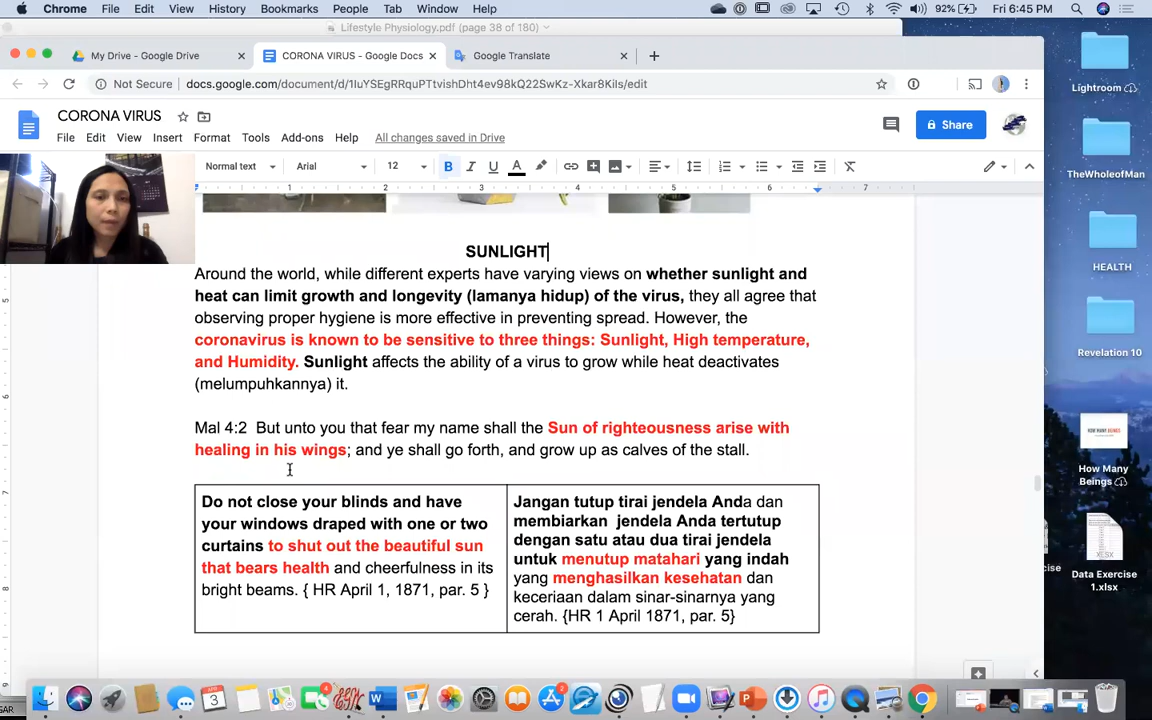 Chrome File Edit View History Bookmarks People Tab Window Help 92% Fri 6:45 PM
Lifestyle Physiology.pdf (page 38 of 180)
My Drive - Google Drive CORONA VIRUS - Google Docs Google Translate
Not Secure docs.google.com/document/d/1luYSEgRRquPTtvishDht4ev98kQ22SwKz-Xkar8Kils/edit
CORONA VIRUS
File Edit View Insert Format Tools Add-ons Help All changes saved in Drive
Share
Normal text Arial 12 B I U A
1 2 3 4 5 6 7
SUNLIGHT
Around the world, while different experts have varying views on whether sunlight and
heat can limit growth and longevity (lamanya hidup) of the virus, they all agree that
observing proper hygiene is more effective in preventing spread. However, the
coronavirus is known to be sensitive to three things: Sunlight, High temperature,
and Humidity. Sunlight affects the ability of a virus to grow while heat deactivates
(melumpuhkannya) it.
Mal 4:2 But unto you that fear my name shall the Sun of righteousness arise with
healing in his wings; and ye shall go forth, and grow up as calves of the stall.
Do not close your blinds and have
your windows draped with one or two
curtains to shut out the beautiful sun
that bears health and cheerfulness in its
bright beams. { HR April 1, 1871, par. 5 }
Jangan tutup tirai jendela Anda dan
membiarkan jendela Anda tertutup
dengan satu atau dua tirai jendela
untuk menutup matahari yang indah
yang menghasilkan kesehatan dan
keceriaan dalam sinar-sinarnya yang
cerah. {HR 1 April 1871, par. 5}
Lightroom
TheWholeofMan
HEALTH
Revelation 10
How Many
Beings
XLSX
Data Exercise
1.xlsx